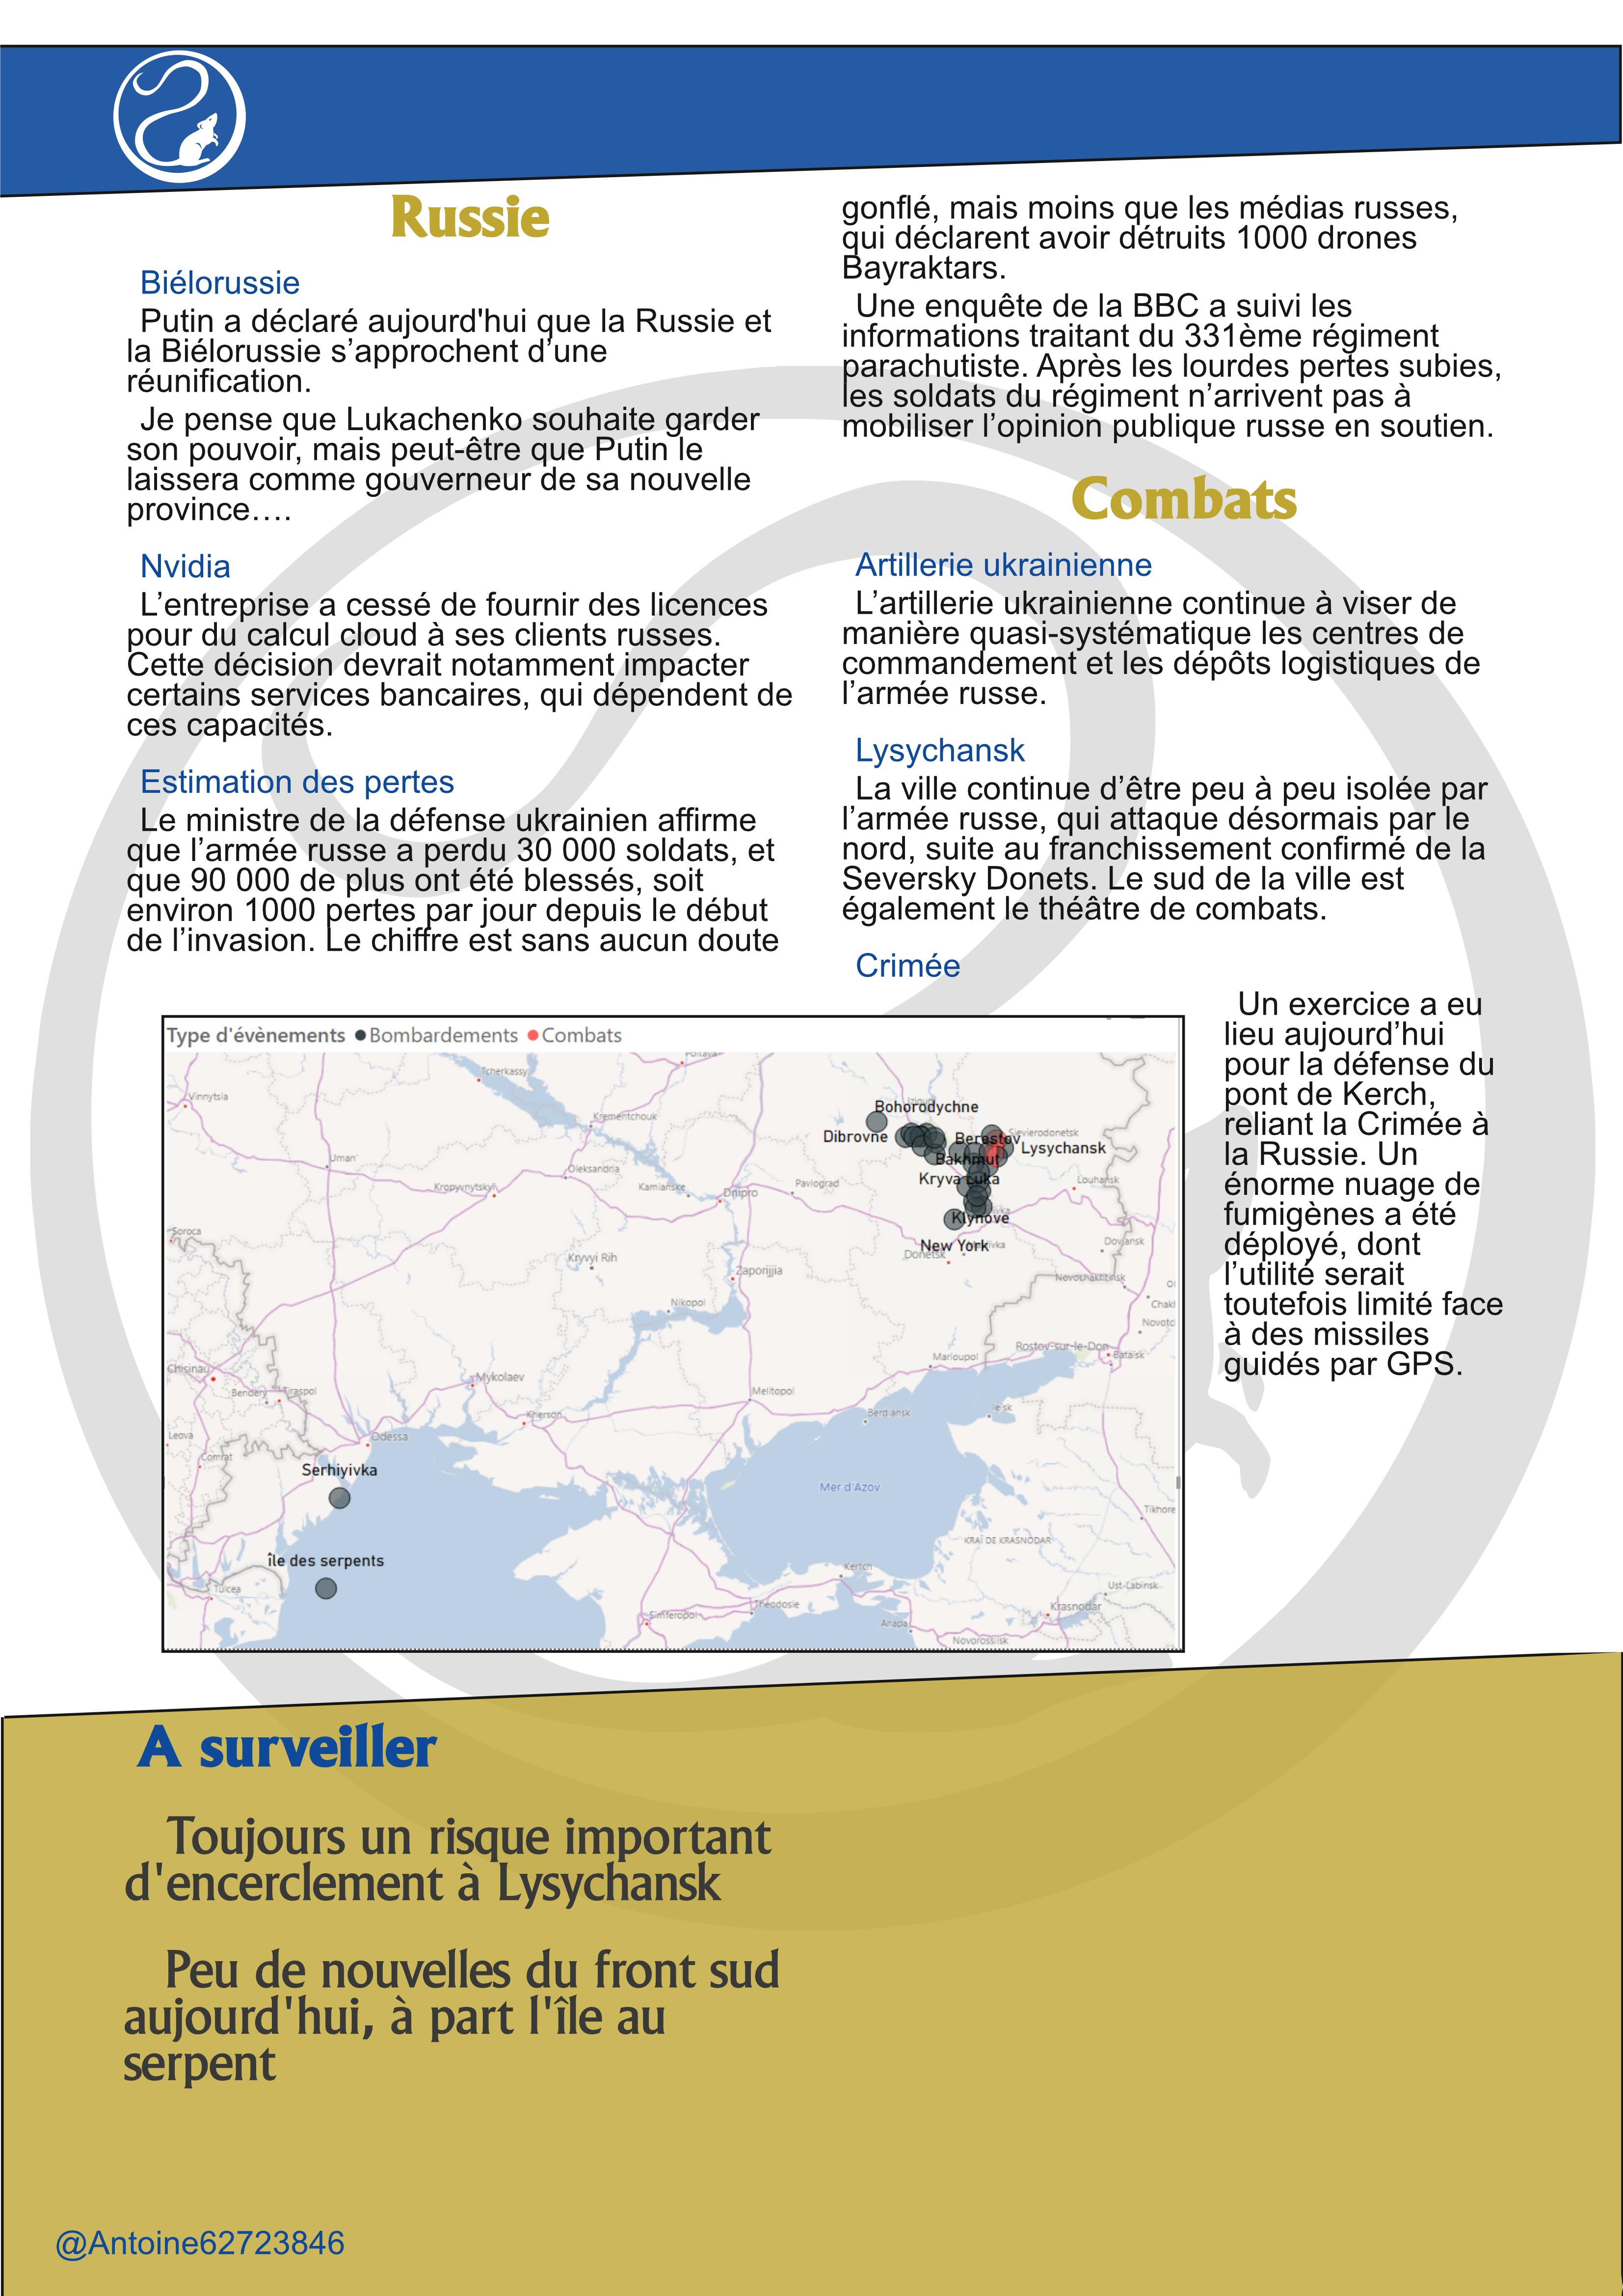 Russie
Biélorussie
Putin a déclaré aujourd'hui que la Russie et
la Biélorussie s’approchent d’une
réunification.
Je pense que Lukachenko souhaite garder
son pouvoir, mais peut-être que Putin le
laissera comme gouverneur de sa nouvelle
province….
Nvidia
L’entreprise a cessé de fournir des licences
pour du calcul cloud à ses clients russes.
Cette décision devrait notamment impacter
certains services bancaires, qui dépendent de
ces capacités.
Estimation des pertes
Le ministre de la défense ukrainien affirme
que l’armée russe a perdu 30 000 soldats, et
que 90 000 de plus ont été blessés, soit
environ 1000 pertes par jour depuis le début
de l’invasion. Le chiffre est sans aucun doute
gonflé, mais moins que les médias russes,
qui déclarent avoir détruits 1000 drones
Bayraktars.
Une enquête de la BBC a suivi les
informations traitant du 331ème régiment
parachutiste. Après les lourdes pertes subies,
les soldats du régiment n’arrivent pas à
mobiliser l’opinion publique russe en soutien.
Combats
Artillerie ukrainienne
L’artillerie ukrainienne continue à viser de
manière quasi-systématique les centres de
commandement et les dépôts logistiques de
l’armée russe.
Lysychansk
La ville continue d’être peu à peu isolée par
l’armée russe, qui attaque désormais par le
nord, suite au franchissement confirmé de la
Seversky Donets. Le sud de la ville est
également le théâtre de combats.
Crimée
Un exercice a eu
lieu aujourd’hui
pour la défense du
pont de Kerch,
reliant la Crimée à
la Russie. Un
énorme nuage de
fumigènes a été
déployé, dont
l’utilité serait
toutefois limité face
à des missiles
guidés par GPS.
Type d'évènements Bombardements Combats
Poltava
Tcherkassy
Vinnytsia
Izioum
Bohorodychne
Krementchouk
Dibrovne
Berestov
Sievierodonetsk
Lysychansk
Bakhmut
Uman'
Oleksandria
Kryva Luka
Louhansk
Kropyvnytskyï
Kamianske
Dnipro
Pavlograd
Klynove
Soroca
New York
Donetsk
Dovjansk
Kryvyi Rih
Zaporijjia
Novoshakhtinsk
Nikopol
Chakl
Novotc
Rostov-sur-le-Don
Bataïsk
Marioupol
Chisinau
Bendery
Tiraspol
Mykolaev
Melitopol
Berdiansk
Ieïsk
Kherson
Leova
Odessa
Comrat
Serhiyivka
Mer d'Azov
Tikhore
KRAÏ DE KRASNODAR
île des serpents
Kertch
Tulcea
Ust-Labinsk
Simferopol
Théodosie
Krasnodar
Anapa
Novorossiisk
A surveiller
Toujours un risque important
d'encerclement à Lysychansk
Peu de nouvelles du front sud
aujourd'hui, à part l'île au
serpent
@Antoine62723846